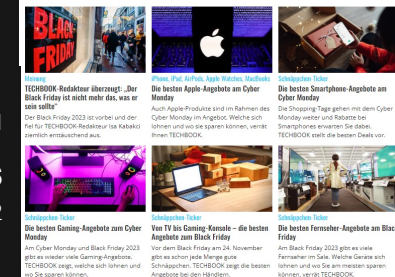 BLACK
FRIDAY
Meinung
TECHBOOK-Redakteur überzeugt: „Der
Black Friday ist nicht mehr das, was er
sein sollte“
Der Black Friday 2023 ist vorbei und der
fiel für TECHBOOK-Redakteur Isa Kabakci
ziemlich enttäuschend aus.
iPhone, iPad, AirPods, Apple Watches, MacBooks
Die besten Apple-Angebote am Cyber
Monday
Auch Apple-Produkte sind im Rahmen des
Cyber Monday im Angebot. Welche sich
lohnen und wo sie sparen können, verrät
Ihnen TECHBOOK.
Schnäppchen-Ticker
Die besten Smartphone-Angebote am
Cyber Monday
Die Shopping-Tage gehen mit dem Cyber
Monday weiter und Rabatte bei
Smartphones erwarten Sie dabei.
TECHBOOK stellt die besten Deals vor.
Schnäppchen-Ticker
Die besten Gaming-Angebote zum Cyber
Monday
Am Cyber Monday und Black Friday 2023
gibt es wieder viele Gaming-Angebote.
TECHBOOK zeigt, welche sich lohnen und
wo Sie sparen können.
Schnäppchen-Ticker
Von TV bis Gaming-Konsole – die besten
Angebote zum Black Friday
Vor dem Black Friday am 24. November
gibt es schon jede Menge gute
Schnäppchen. TECHBOOK zeigt die besten
Angebote bei den Händlern.
Schnäppchen-Ticker
Die besten Fernseher-Angebote am Black
Friday
Am Black Friday 2023 gibt es viele
Fernseher im Sale. Welche Geräte sich
lohnen und wo Sie am meisten sparen
können, verrät TECHBOOK.